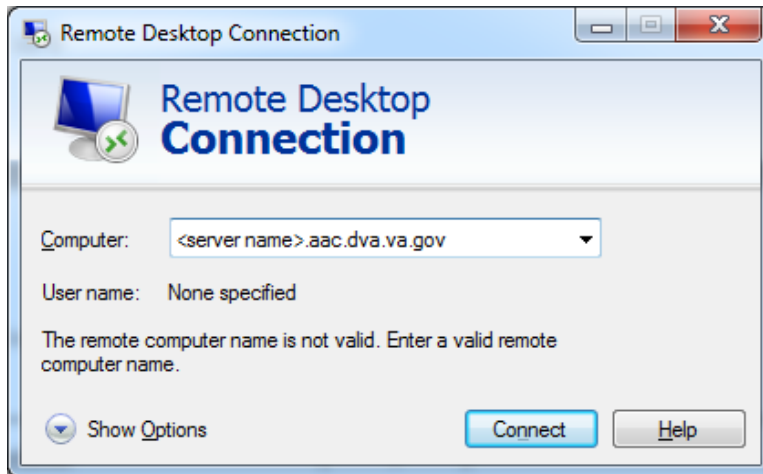 Remote Desktop Connection
Remote Desktop
Connection
Computer: <server name>.aac.dva.va.gov
User name: None specified
The remote computer name is not valid. Enter a valid remote
computer name.
Show Options Connect Help